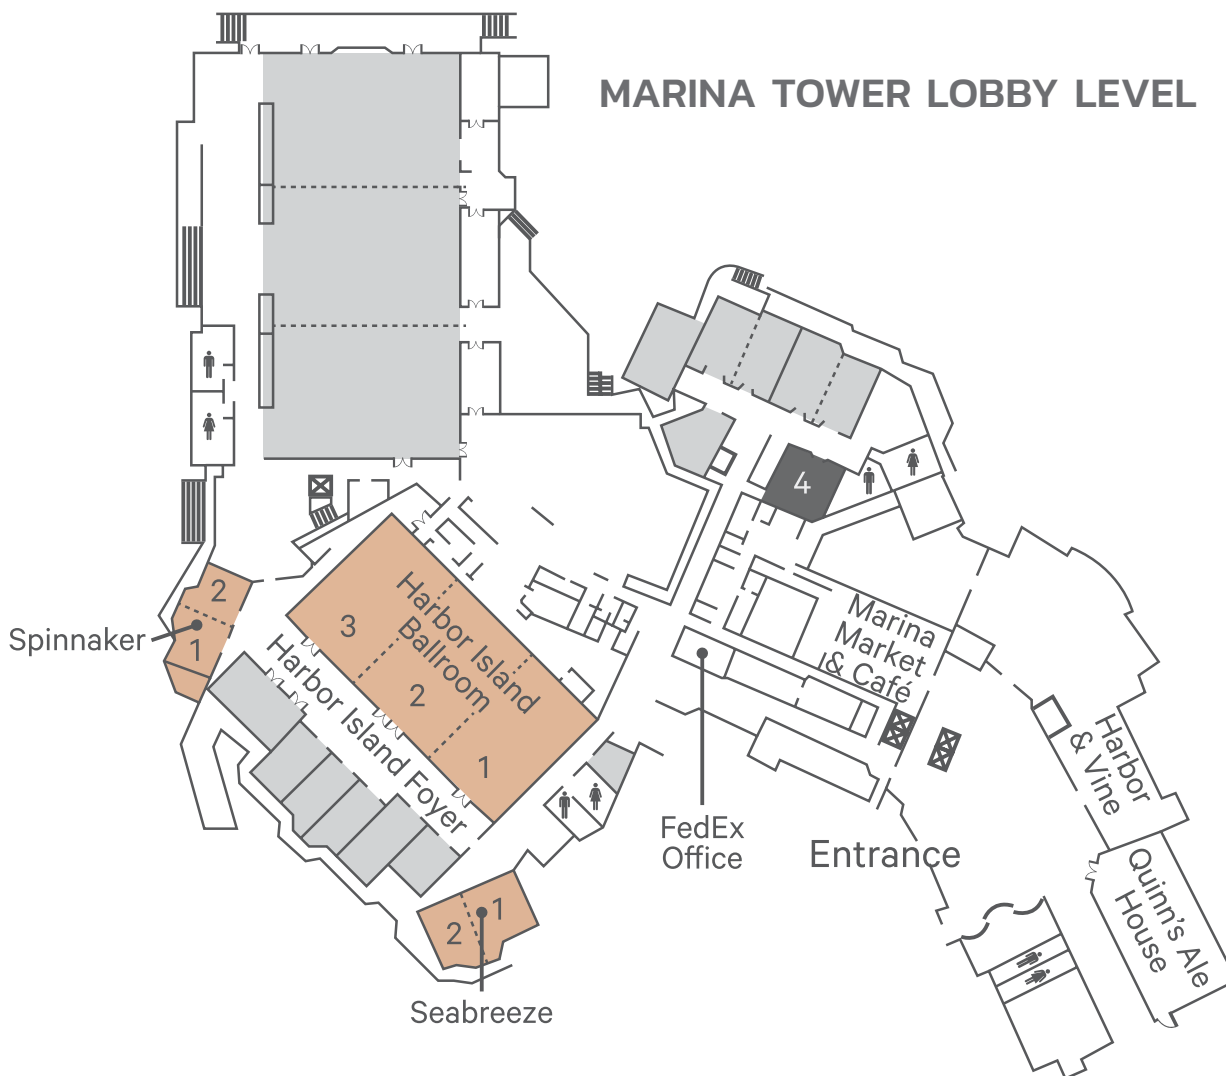 MARINA TOWER LOBBY LEVEL
4
2
Spinnaker
1
3
Harbor Island
Ballroom
2
1
Harbor Island Foyer
Marina
Market
& Café
Harbor
& Vine
FedEx
Office
Entrance
Quinn's Ale
House
1
2
Seabreeze